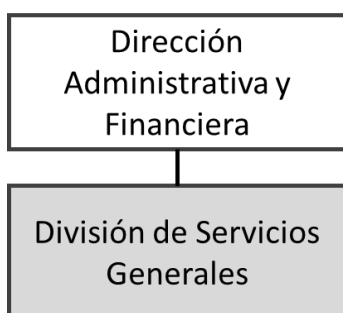 Dirección
Administrativa y
Financiera
División de Servicios
Generales